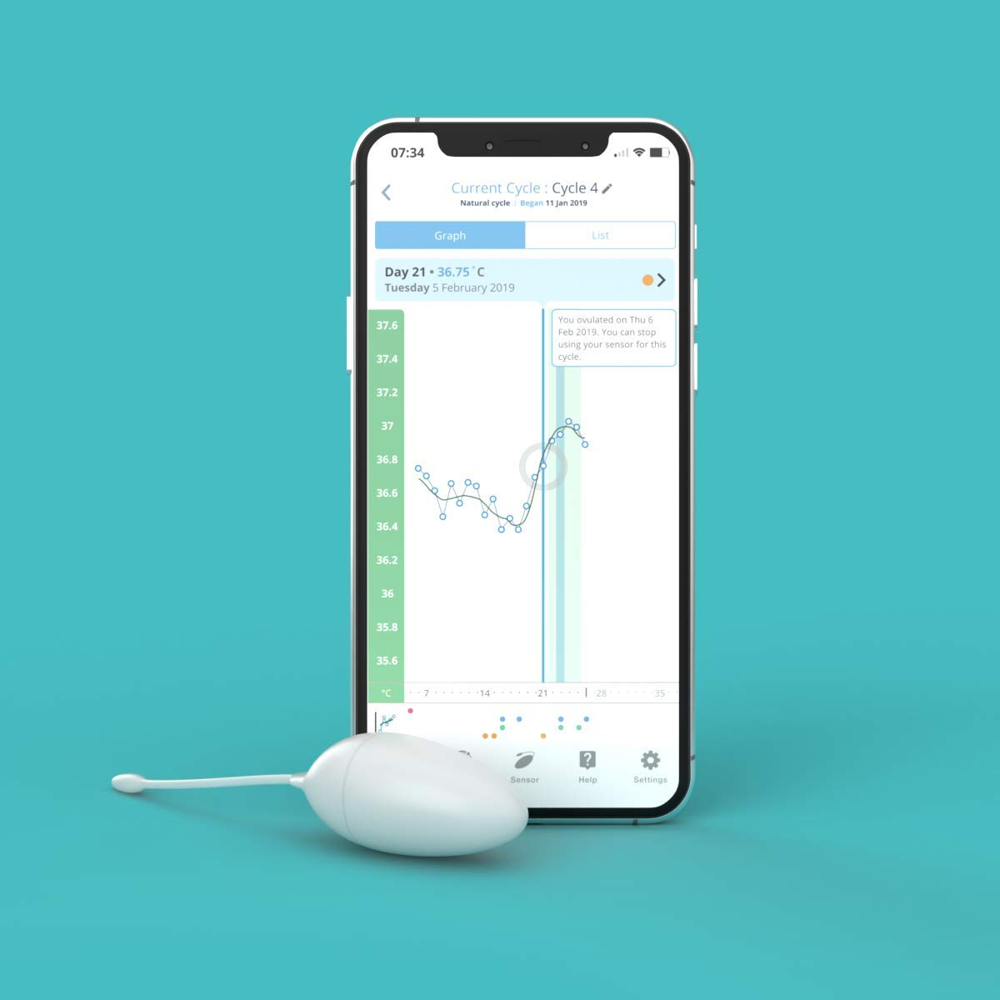 07:34
Current Cycle : Cycle 4
Natural cycle : Began 11 Jan 2019
Graph
List
Day 21 • 36.75 °C
Tuesday 5 February 2019
You ovulated on Thu 6
Feb 2019. You can stop
using your sensor for this
cycle.
37.6
37.4
37.2
37
36.8
36.6
36.4
36.2
36
35.8
35.6
°C
7
14
21
28
35
Sensor
Help
Settings